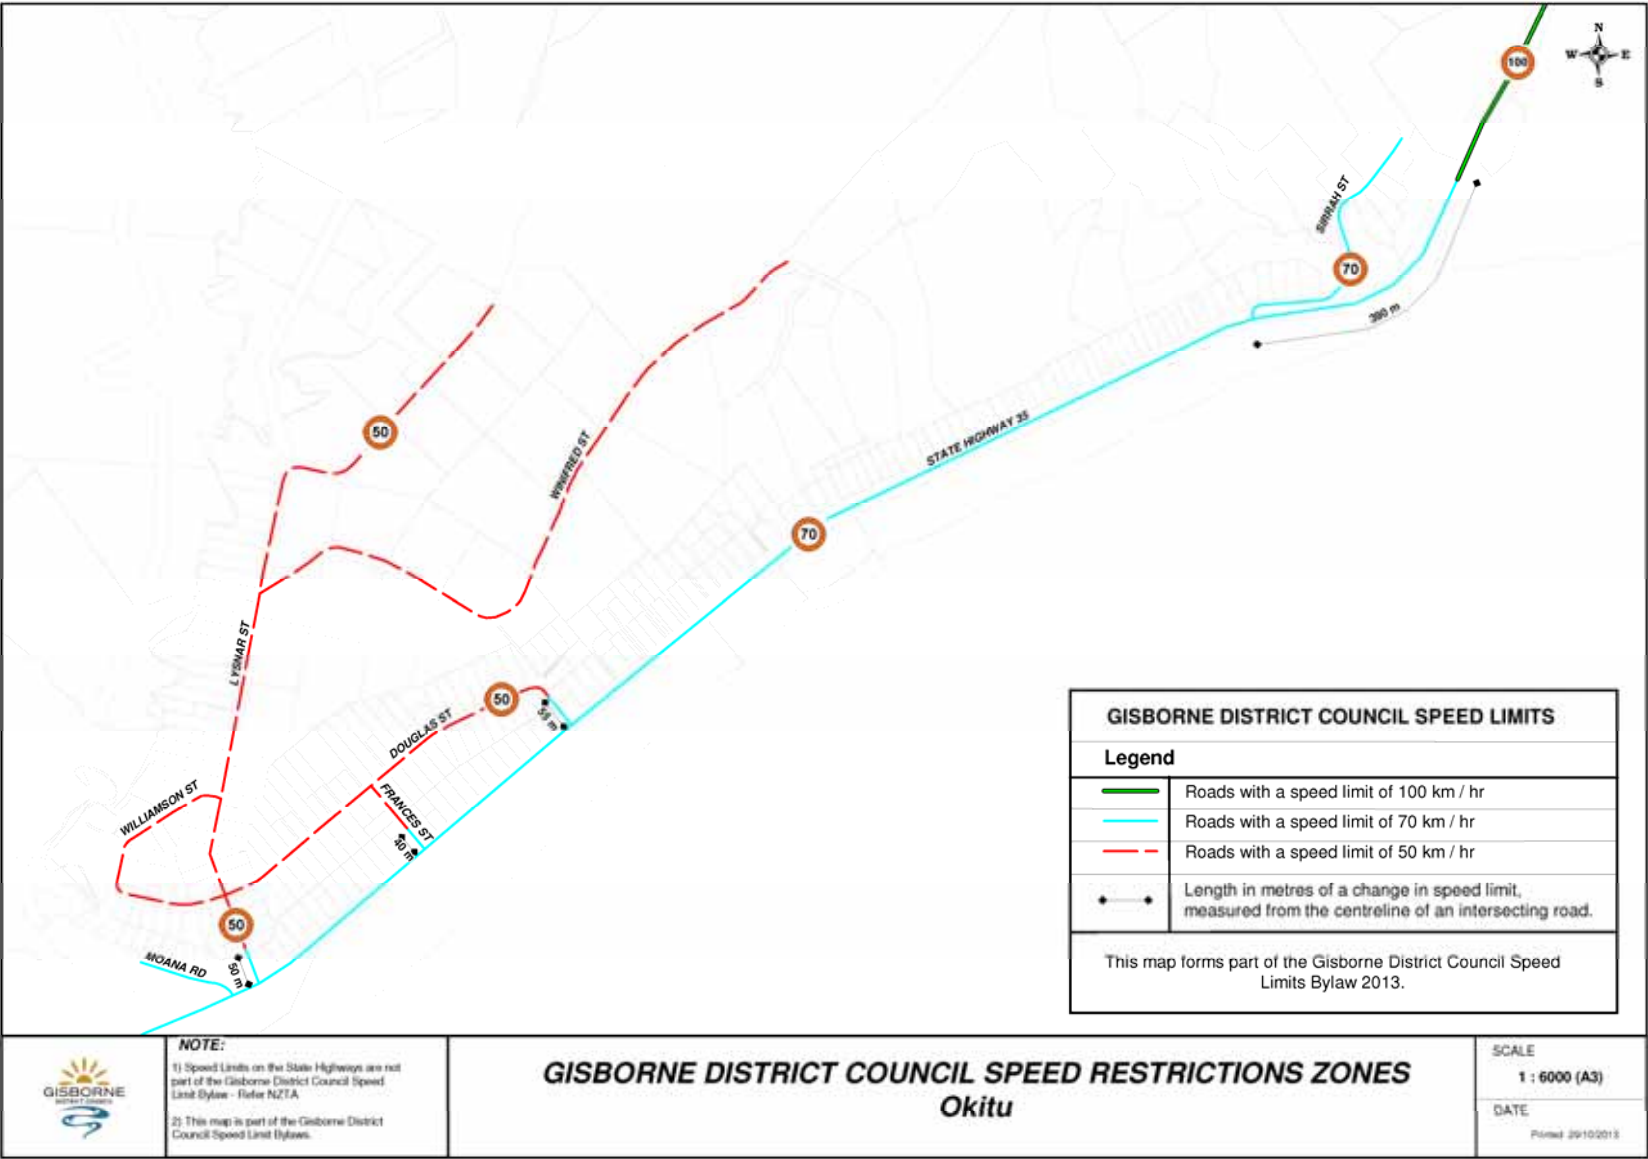 N
W E
S
100
SIRRAH ST
70
390 m
50
WINIFRED ST
STATE HIGHWAY 35
70
LYSNAR ST
50
DOUGLAS ST
55 m
FRANCES ST
40 m
WILLIAMSON ST
50
MOANA RD
50 m
GISBORNE DISTRICT COUNCIL SPEED LIMITS
Legend
Roads with a speed limit of 100 km / hr
Roads with a speed limit of 70 km / hr
Roads with a speed limit of 50 km / hr
Length in metres of a change in speed limit,
measured from the centreline of an intersecting road.
This map forms part of the Gisborne District Council Speed
Limits Bylaw 2013.
GISBORNE
DISTRICT COUNCIL
NOTE:
1) Speed Limits on the State Highways are not
part of the Gisborne District Council Speed
Limit Bylaw - Refer NZTA
2) This map is part of the Gisborne District
Council Speed Limit Bylaws.
GISBORNE DISTRICT COUNCIL SPEED RESTRICTIONS ZONES
Okitu
SCALE
1 : 6000 (A3)
DATE
Printed 29/10/2013